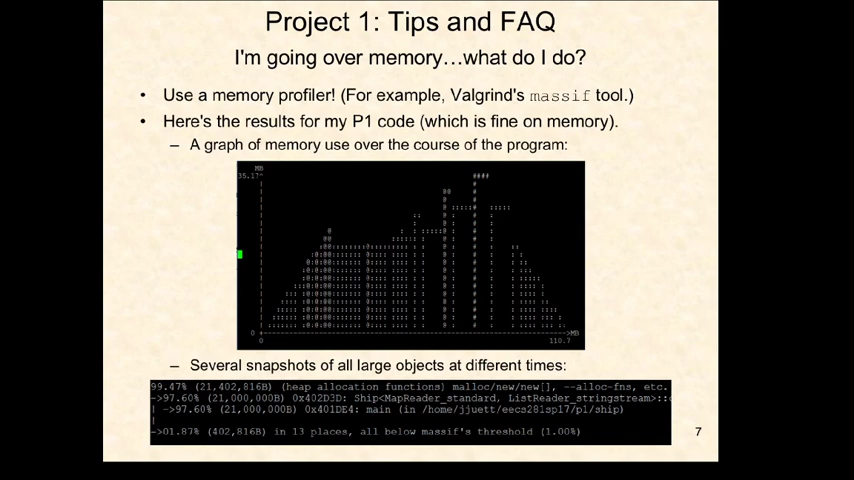 Project 1: Tips and FAQ
I'm going over memory…what do I do?
• Use a memory profiler! (For example, Valgrind's massif tool.)
• Here's the results for my P1 code (which is fine on memory).
– A graph of memory use over the course of the program:
MB
35.17^
0
>MB
0 110.7
– Several snapshots of all large objects at different times:
99.47% (21,402,816B) (heap allocation functions) malloc/new/new[], --alloc-fns, etc.
->97.60% (21,000,000B) 0x402D3D: Ship<MapReader_standard, ListReader_stringstream>::
| ->97.60% (21,000,000B) 0x401DE4: main (in /home/jjuett/eecs281sp17/p1/ship)
|
->01.87% (402,816B) in 13 places, all below massif's threshold (1.00%)
7